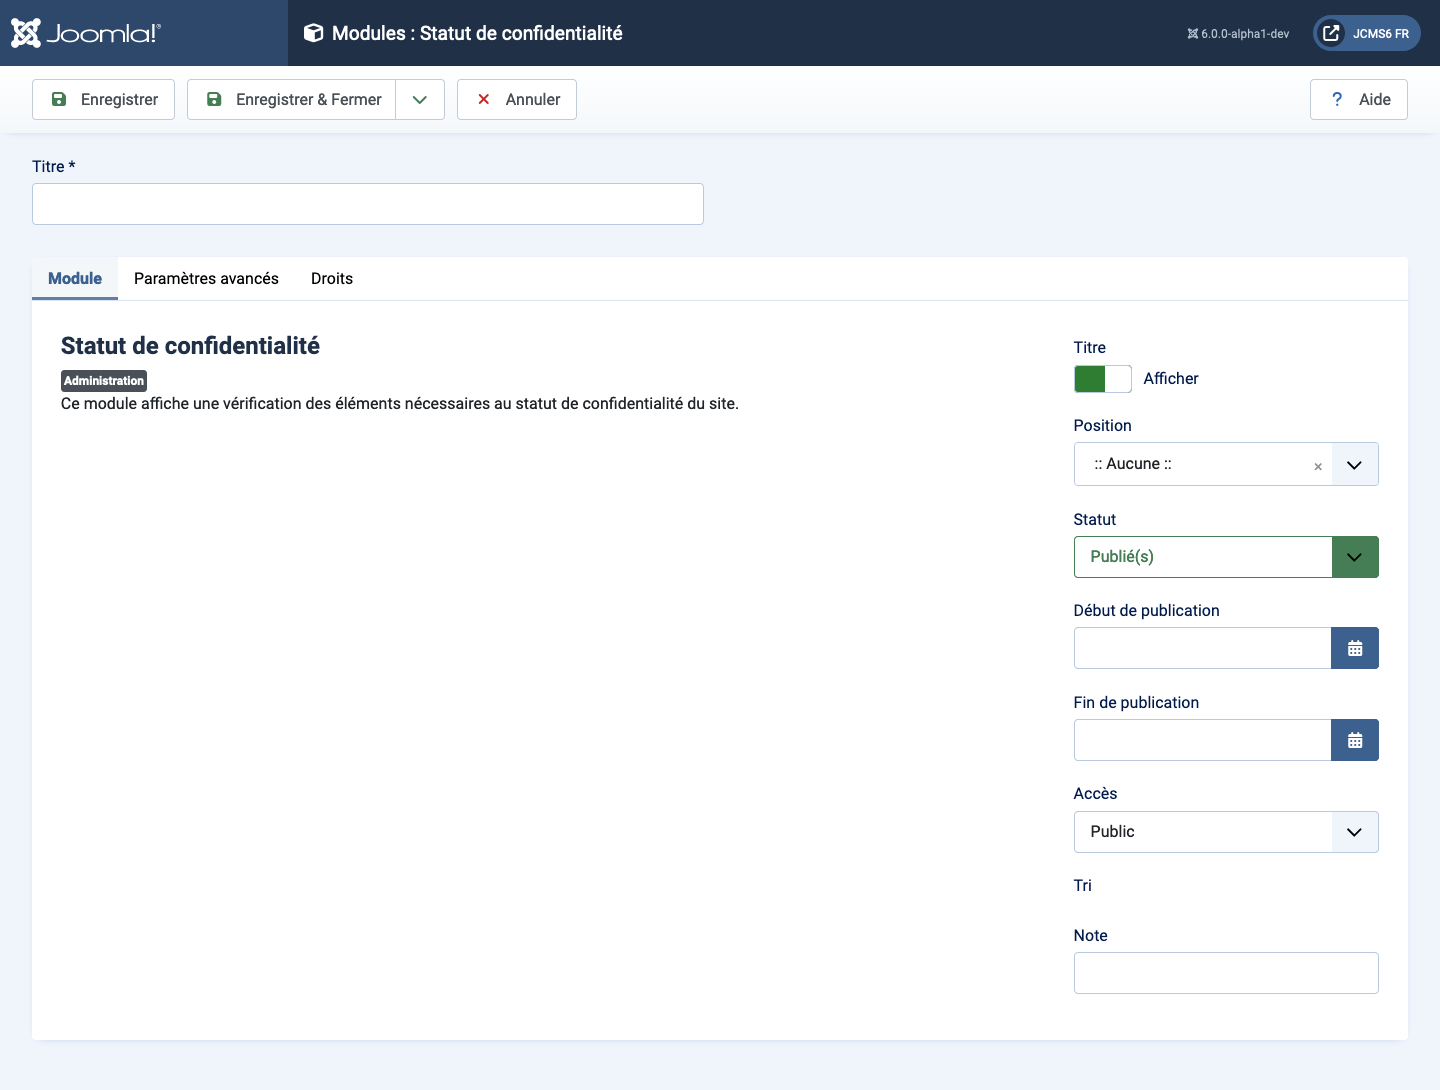 Joomla!®
Modules : Statut de confidentialité
6.0.0-alpha1-dev
JCMS6 FR
Enregistrer
Enregistrer & Fermer
Annuler
? Aide
Titre *
Module
Paramètres avancés
Droits
Statut de confidentialité
Administration
Ce module affiche une vérification des éléments nécessaires au statut de confidentialité du site.
Titre
Afficher
Position
:: Aucune ::
Statut
Publié(s)
Début de publication
Fin de publication
Accès
Public
Tri
Note